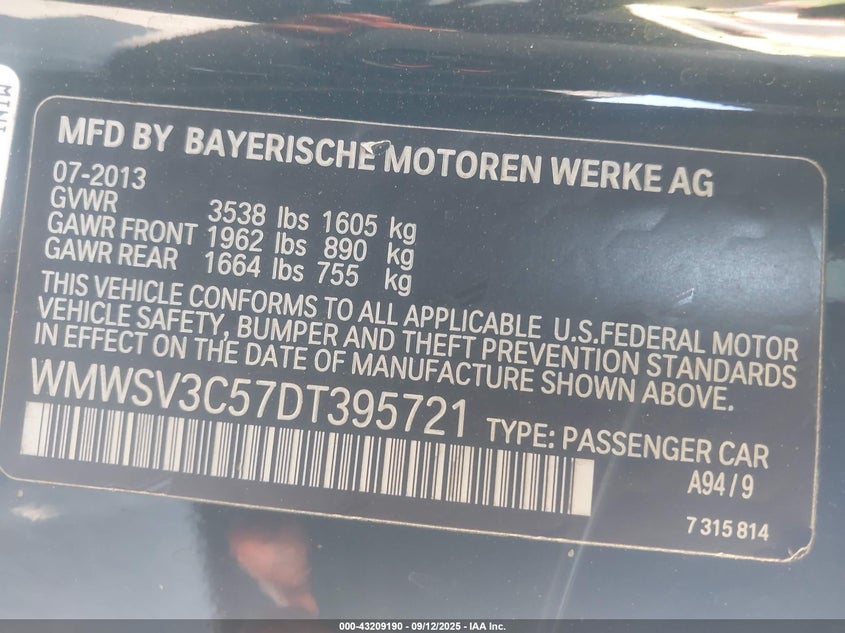 MINI
MFD BY BAYERISCHE MOTOREN WERKE AG
07-2013
GVWR 3538 lbs 1605 kg
GAWR FRONT 1962 lbs 890 kg
GAWR REAR 1664 lbs 755 kg
THIS VEHICLE CONFORMS TO ALL APPLICABLE U.S.FEDERAL MOTOR
VEHICLE SAFETY, BUMPER AND THEFT PREVENTION STANDARDS
IN EFFECT ON THE DATE OF MANUFACTURE SHOWN ABOVE.
WMWSV3C57DT395721 TYPE: PASSENGER CAR
A94/9
7 315 814
000-43209190 - 09/12/2025 - IAA Inc.